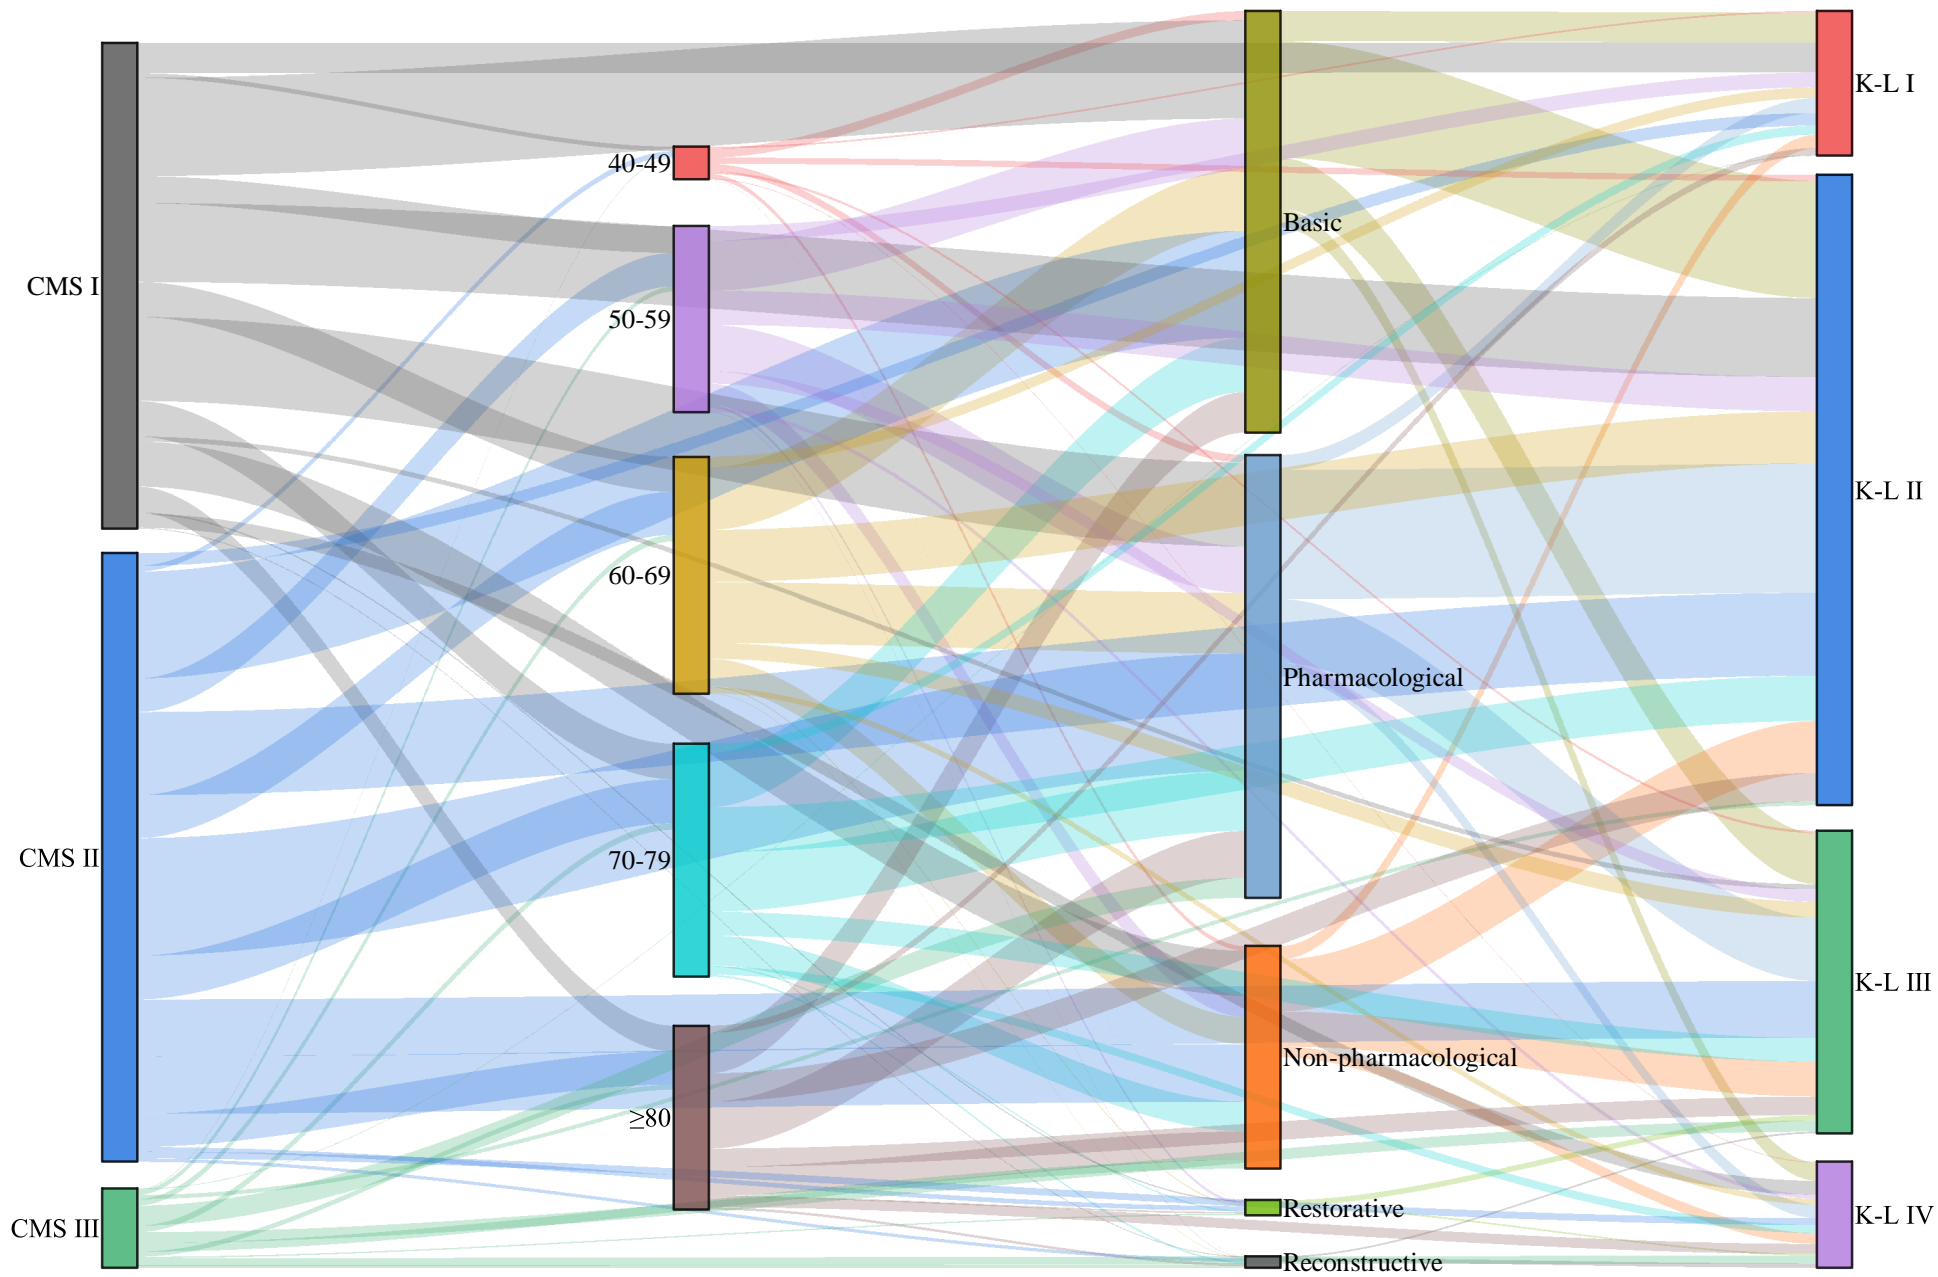 CMS I
CMS II
CMS III
40-49
50-59
60-69
70-79
≥80
Basic
Pharmacological
Non-pharmacological
Restorative
Reconstructive
K-L I
K-L II
K-L III
K-L IV